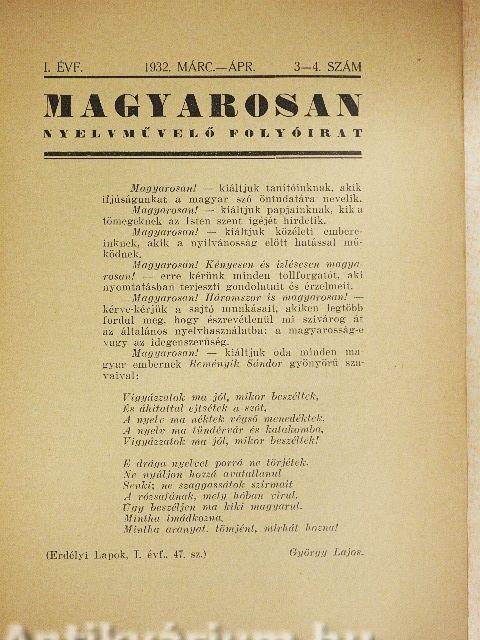 I. ÉVF. 1932. MÁRC.—ÁPR. 3—4. SZÁM
MAGYAROSAN
NYELVMŰVELŐ FOLYÓIRAT
Magyarosan! — kiáltjuk tanítóinknak, akik
ifjúságunkat a magyar szó öntudatára nevelik.
Magyarosan! — kiáltjuk papjainknak, kik a
tömegeknek az Isten szent igéjét hirdetik.
Magyarosan! — kiáltjuk közéleti embere-
inknek, akik a nyilvánosság előtt hatással mű-
ködnek.
Magyarosan! Kényesen és ízlésesen magya-
rosan! — erre kérünk minden tollforgatót, aki
nyomtatásban terjeszti gondolatait és érzelmeit.
Magyarosan! Háromszor is magyarosan! —
kérve-kérjük a sajtó munkásait, akiken legtöbb
fordul meg, hogy észrevétlenül mi szivárog át
az általános nyelvhasználatba: a magyarosság-e
vagy az idegenszerűség.
Magyarosan! — kiáltjuk oda minden ma-
gyar embernek Reményik Sándor gyönyörű sza-
vaival:
Vigyázzatok ma jól, mikor beszéltek,
És áhítattal ejtsétek a szót,
A nyelv ma néktek végső menedéktek,
A nyelv ma tündérvár és katakomba,
Vigyázzatok ma jól, mikor beszéltek!
E drága nyelvet porrá ne törjétek,
Ne nyúljon hozzá avatatlanul
Senki; ne szaggassátok szirmait
A rózsafának, mely hóban virul.
Úgy beszéljen ma kiki magyarul,
Mintha imádkozna,
Mintha aranyat, tömjént, mirhát hozna!
(Erdélyi Lapok, I. évf., 47. sz.) György Lajos.
Antikvárium.hu